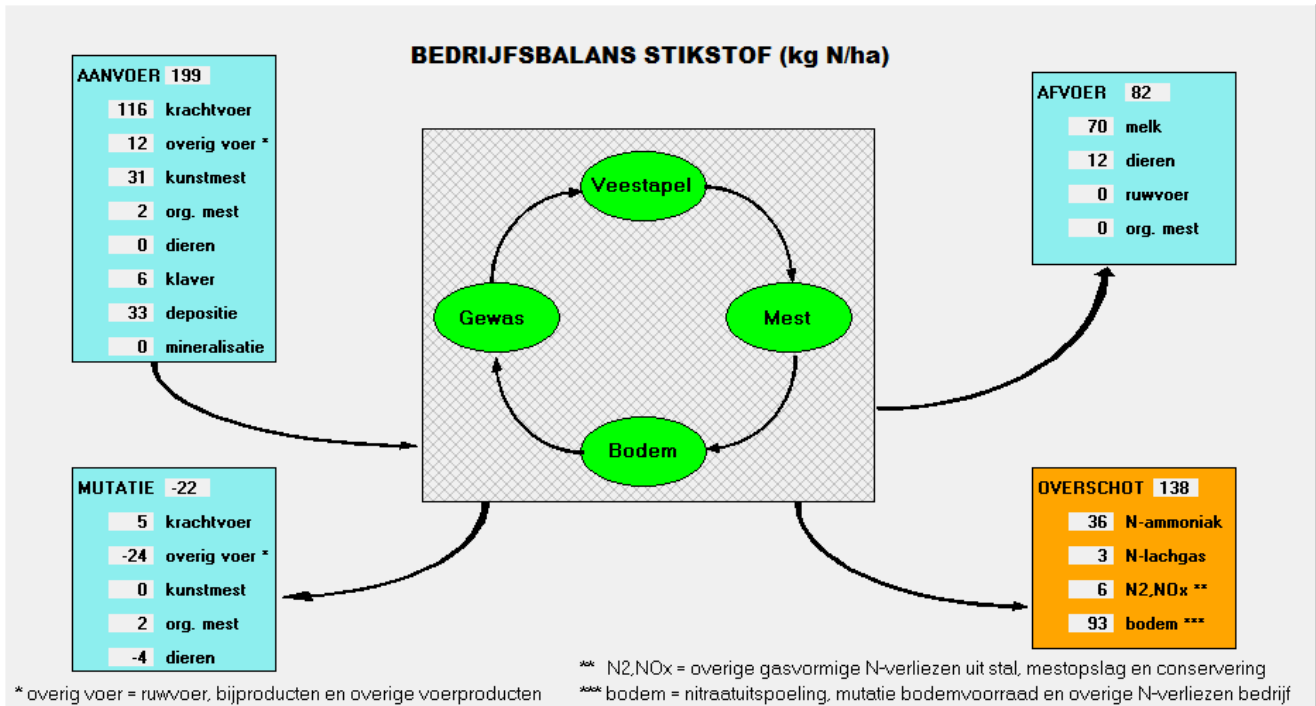 BEDRIJFSBALANS STIKSTOF (kg N/ha)
AANVOER 199
116 krachtvoer
12 overig voer *
31 kunstmest
2 org. mest
0 dieren
6 klaver
33 depositie
0 mineralisatie
AFVOER 82
70 melk
12 dieren
0 ruwvoer
0 org. mest
Veestapel
Gewas
Mest
Bodem
MUTATIE -22
5 krachtvoer
-24 overig voer *
0 kunstmest
2 org. mest
-4 dieren
OVERSCHOT 138
36 N-ammoniak
3 N-lachgas
6 N2,NOx **
93 bodem ***
* overig voer = ruwvoer, bijproducten en overige voerproducten
** N2,NOx = overige gasvormige N-verliezen uit stal, mestopslag en conservering
*** bodem = nitraatuitspoeling, mutatie bodemvoorraad en overige N-verliezen bedrijf